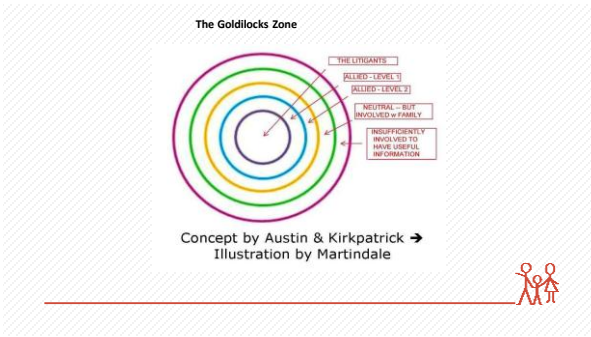 The Goldilocks Zone
THE LITIGANTS
ALLIED - LEVEL 1
ALLIED - LEVEL 2
NEUTRAL -- BUT
INVOLVED w FAMILY
INSUFFICIENTLY
INVOLVED TO
HAVE USEFUL
INFORMATION
Concept by Austin & Kirkpatrick ➔
Illustration by Martindale